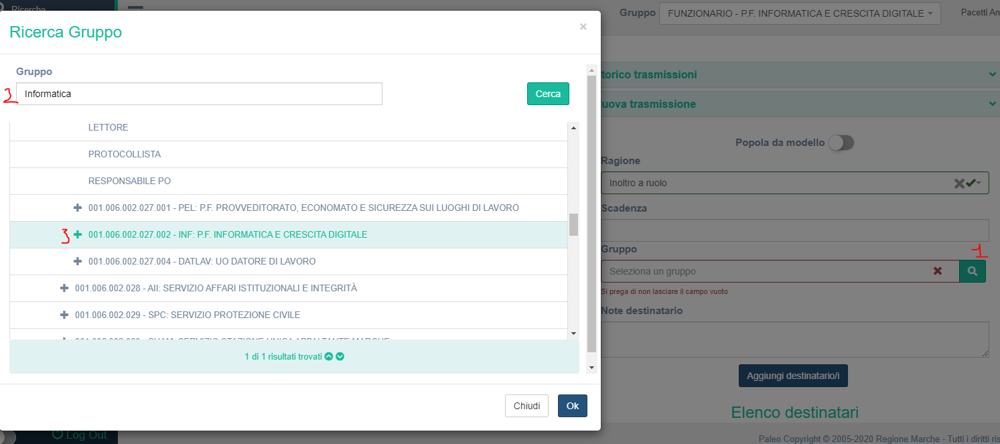 Ricerche
Gruppo FUNZIONARIO - P.F. INFORMATICA E CRESCITA DIGITALE
Pacetti An
Ricerca Gruppo
×
Gruppo
2
Informatica
Cerca
LETTORE
PROTOCOLLISTA
RESPONSABILE PO
001.006.002.027.001 - PEL: P.F. PROVVEDITORATO, ECONOMATO E SICUREZZA SUI LUOGHI DI LAVORO
3
001.006.002.027.002 - INF: P.F. INFORMATICA E CRESCITA DIGITALE
001.006.002.027.004 - DATLAV: UO DATORE DI LAVORO
001.006.002.028 - AII: SERVIZIO AFFARI ISTITUZIONALI E INTEGRITÀ
001.006.002.029 - SPC: SERVIZIO PROTEZIONE CIVILE
1 di 1 risultati trovati
Chiudi
Ok
torico trasmissioni
uova trasmissione
Popola da modello
Ragione
Inoltro a ruolo
Scadenza
Gruppo
1
Seleziona un gruppo
Si prega di non lasciare il campo vuoto
Note destinatario
Aggiungi destinatario/i
Elenco destinatari
Log Out
Paleo Copyright © 2005-2020 Regione Marche - Tutti i diritti ris